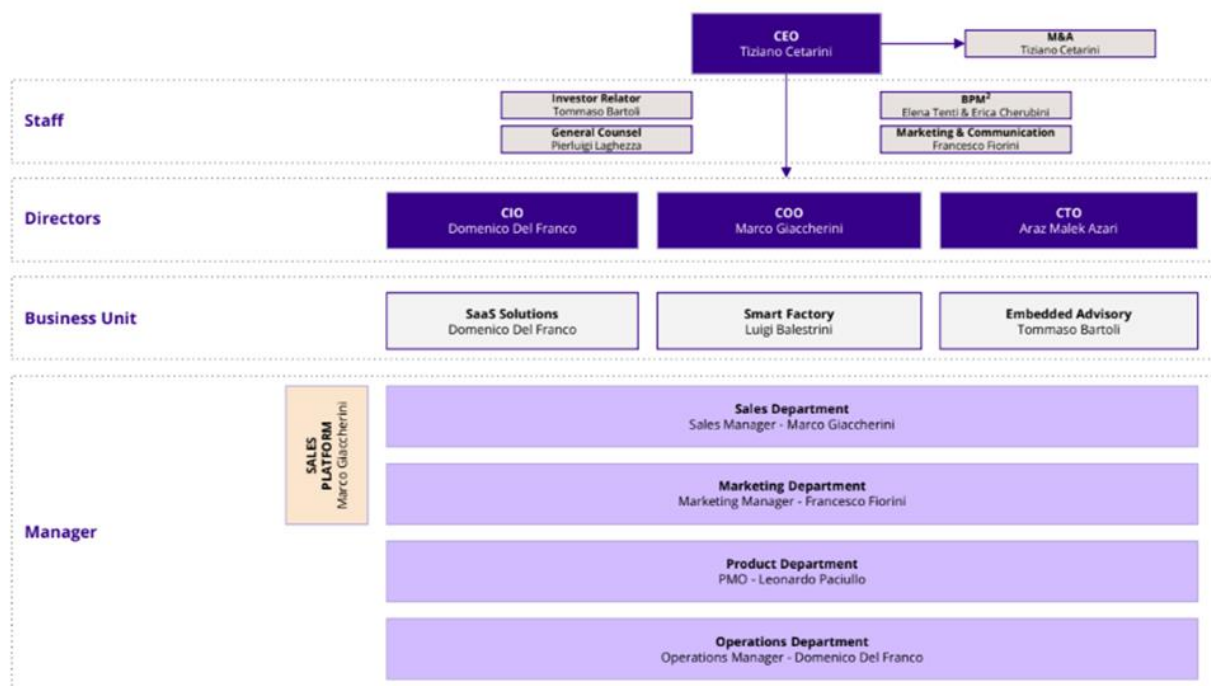 CEO
Tiziano Cetarini
M&A
Tiziano Cetarini
Staff
Investor Relator
Tommaso Bartoli
BPM²
Elena Tenti & Erica Cherubini
General Counsel
Pierluigi Laghezza
Marketing & Communication
Francesco Fiorini
Directors
CIO
Domenico Del Franco
COO
Marco Giaccherini
CTO
Araz Malek Azari
Business Unit
SaaS Solutions
Domenico Del Franco
Smart Factory
Luigi Balestrini
Embedded Advisory
Tommaso Bartoli
Manager
SALES
PLATFORM
Marco Giaccherini
Sales Department
Sales Manager - Marco Giaccherini
Marketing Department
Marketing Manager - Francesco Fiorini
Product Department
PMO - Leonardo Paciullo
Operations Department
Operations Manager - Domenico Del Franco